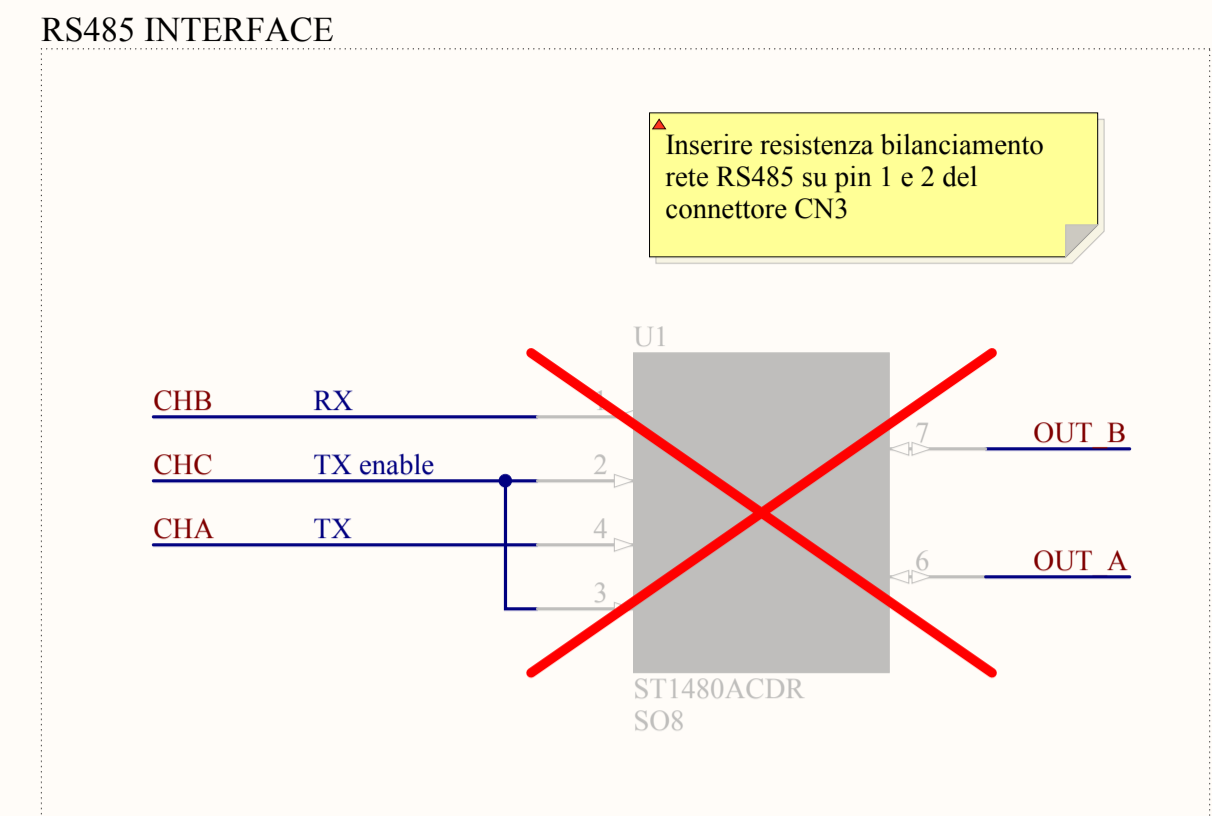 RS485 INTERFACE
Inserire resistenza bilanciamento
rete RS485 su pin 1 e 2 del
connettore CN3
U1
CHB RX 1
7 OUT_B
CHC TX enable 2
CHA TX 4
6 OUT_A
3
ST1480ACDR
SO8